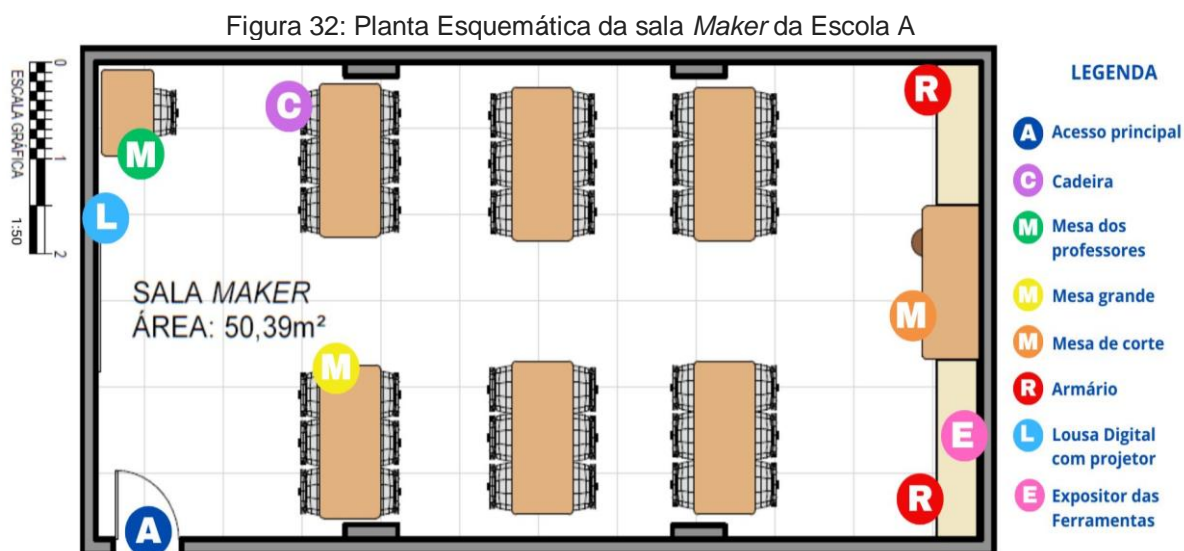 Figura 32: Planta Esquemática da sala Maker da Escola A
ESCALA GRÁFICA
1:50
0
1
2
M
C
R
L
SALA MAKER
ÁREA: 50,39m²
M
M
E
R
A
LEGENDA
A Acesso principal
C Cadeira
M Mesa dos
professores
M Mesa grande
M Mesa de corte
R Armário
L Lousa Digital
com projetor
E Expositor das
Ferramentas